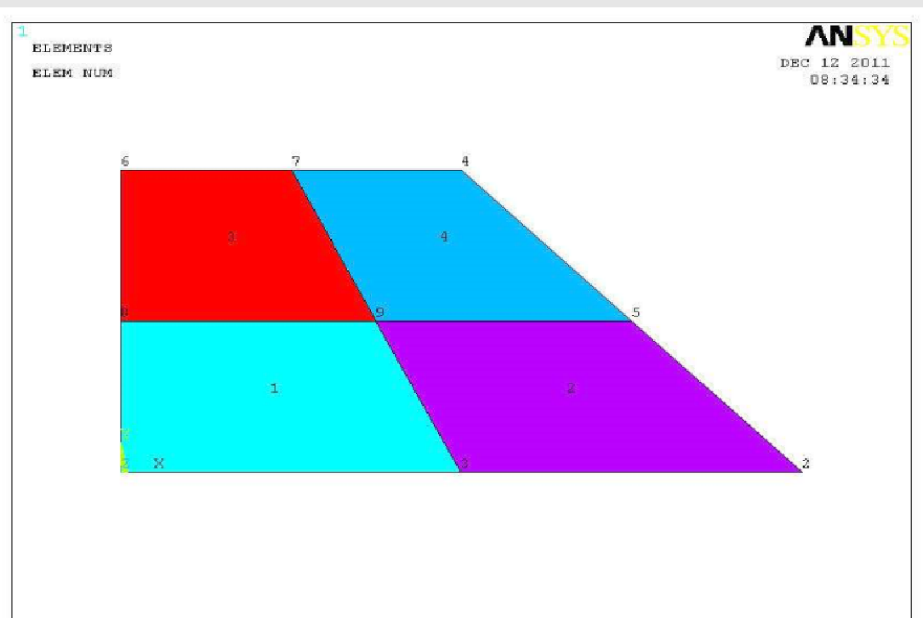 1
ELEMENTS
ELEM NUM
ANSYS
DEC 12 2011
08:34:34
6 7 4
3 4
9 5
1 2
X 3 2